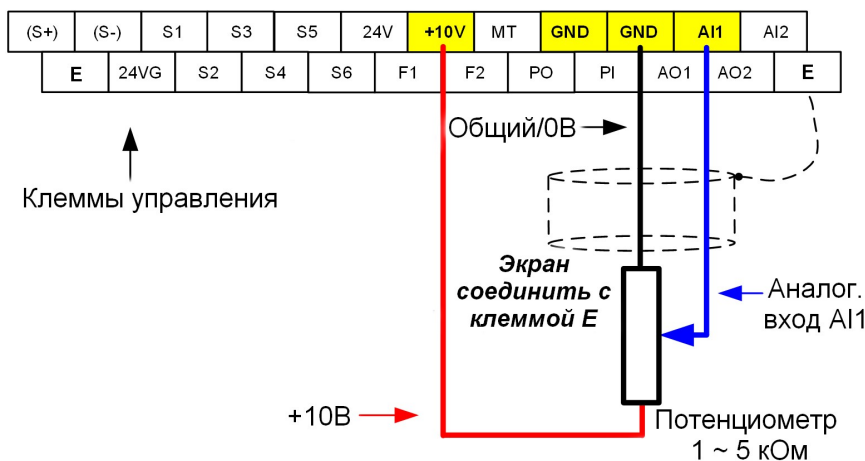 (S+) (S-) S1 S3 S5 24V +10V MT GND GND AI1 AI2
E 24VG S2 S4 S6 F1 F2 PO PI AO1 AO2 E
Общий/0В
Клеммы управления
Экран
соединить с
клеммой E
Аналог.
вход AI1
+10В
Потенциометр
1 ~ 5 кОм